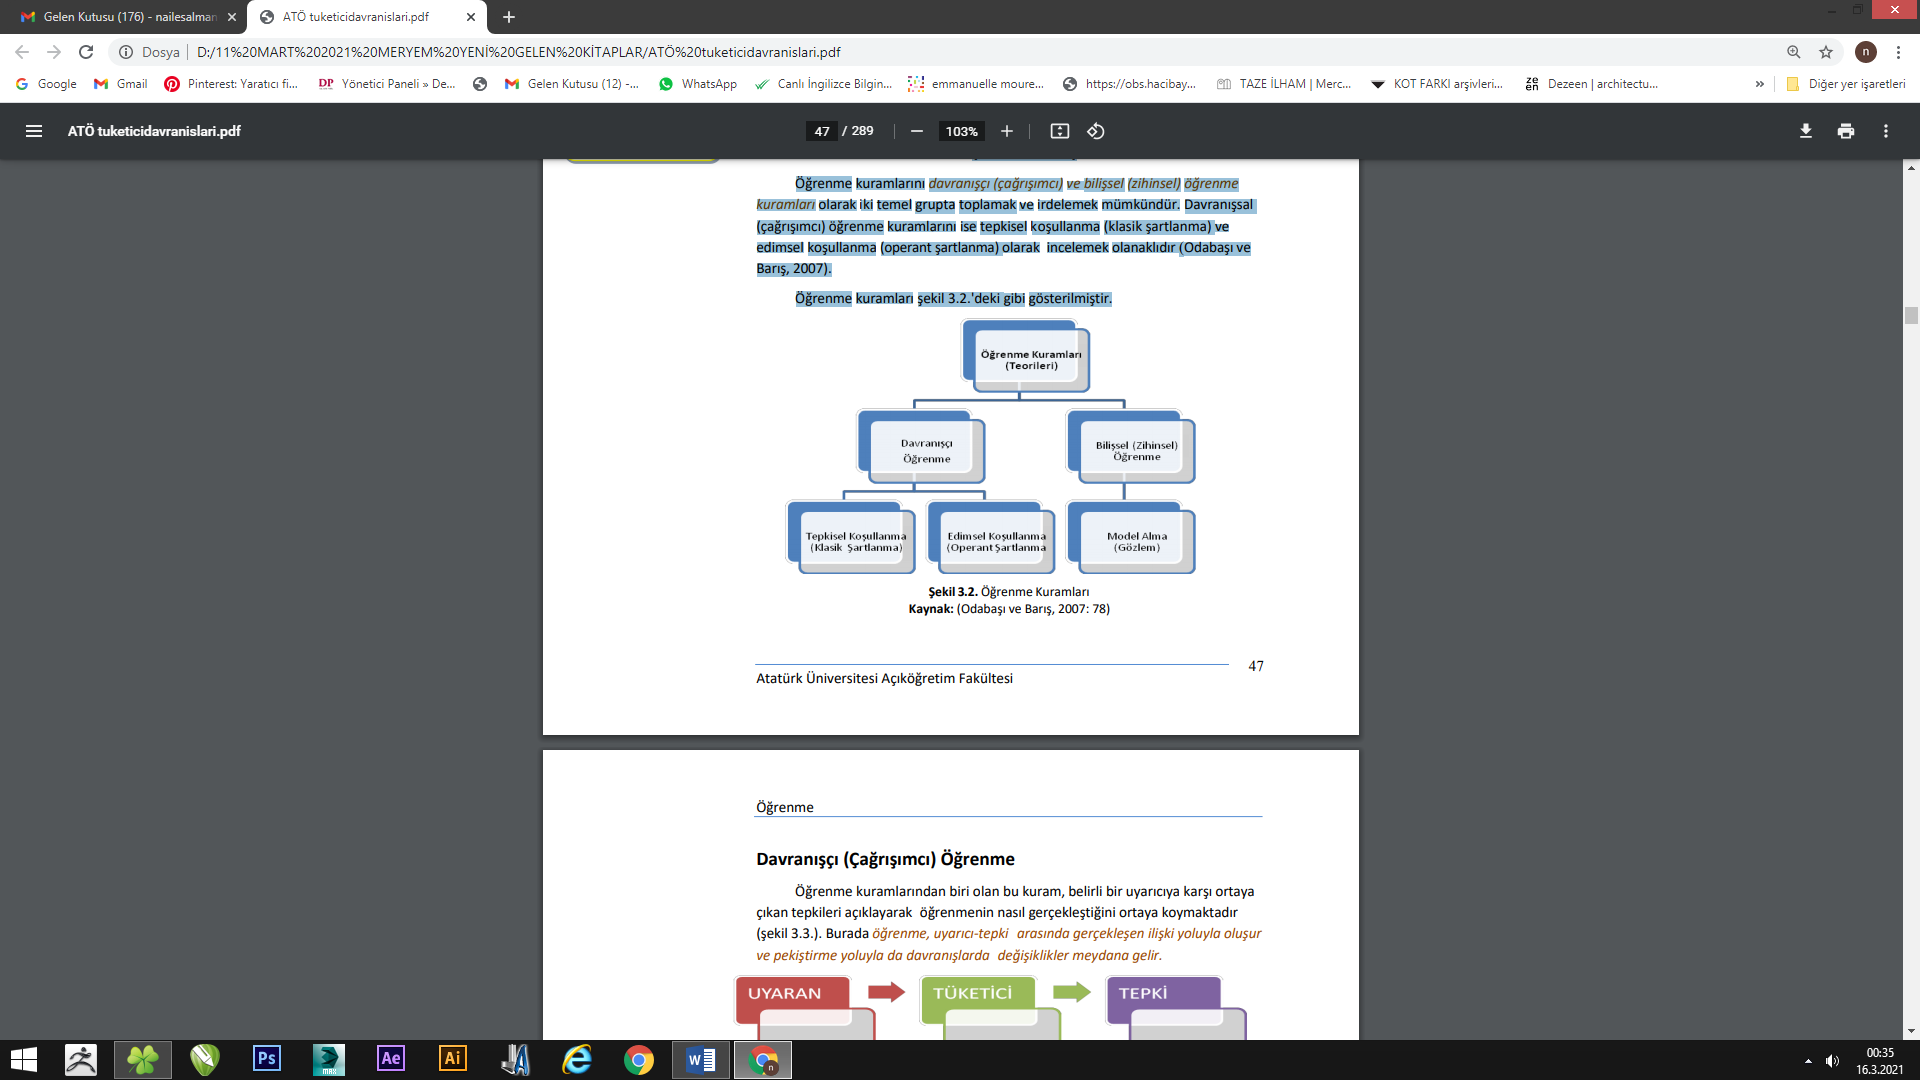 Gelen Kutusu (176) - nailesalmar
ATÖ tuketicidavranislari.pdf
Dosya D:/11%20MART%202021%20MERYEM%20YENİ%20GELEN%20KİTAPLAR/ATÖ%20tuketicidavranislari.pdf n
Google Gmail Pinterest: Yaratıcı fi... DP Yönetici Paneli » De... Gelen Kutusu (12) -... WhatsApp Canlı İngilizce Bilgin... emmanuelle moure... https://obs.hacibay... TAZE İLHAM | Merc... KOT FARKI arşivleri... ze en Dezeen | architectu... » Diğer yer işaretleri
ATÖ tuketicidavranislari.pdf 47 / 289 — 103% +
Öğrenme kuramlarını davranışçı (çağrışımcı) ve bilişsel (zihinsel) öğrenme
kuramları olarak iki temel grupta toplamak ve irdelemek mümkündür. Davranışsal
(çağrışımcı) öğrenme kuramlarını ise tepkisel koşullanma (klasik şartlanma) ve
edimsel koşullanma (operant şartlanma) olarak incelemek olanaklıdır (Odabaşı ve
Barış, 2007).
Öğrenme kuramları şekil 3.2.'deki gibi gösterilmiştir.
Öğrenme Kuramları
(Teorileri)
Davranışçı
Öğrenme
Bilişsel (Zihinsel)
Öğrenme
Tepkisel Koşullanma
(Klasik Şartlanma)
Edimsel Koşullanma
(Operant Şartlanma
Model Alma
(Gözlem)
Şekil 3.2. Öğrenme Kuramları
Kaynak: (Odabaşı ve Barış, 2007: 78)
47
Atatürk Üniversitesi Açıköğretim Fakültesi
Öğrenme
Davranışçı (Çağrışımcı) Öğrenme
Öğrenme kuramlarından biri olan bu kuram, belirli bir uyarıcıya karşı ortaya
çıkan tepkileri açıklayarak öğrenmenin nasıl gerçekleştiğini ortaya koymaktadır
(şekil 3.3.). Burada öğrenme, uyarıcı-tepki arasında gerçekleşen ilişki yoluyla oluşur
ve pekiştirme yoluyla da davranışlarda değişiklikler meydana gelir.
UYARAN TÜKETİCİ TEPKİ
Ps MAX Ae Ai W n
00:35
16.3.2021